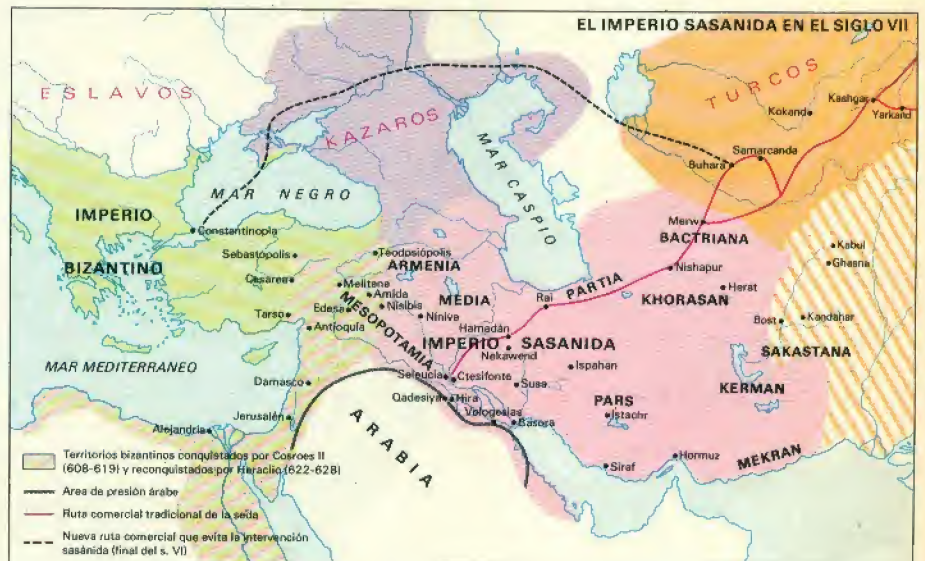 EL IMPERIO SASANIDA EN EL SIGLO VII
ESLAVOS
TURCOS
Kashgar
Kokand
Yarkand
KAZAROS
Samarcanda
Buhara
MAR CASPIO
MAR NEGRO
IMPERIO
BIZANTINO
Constantinopla
Merw
BACTRIANA
Sebastópolis
Teodosiópolis
ARMENIA
Kabul
Ghasna
Cesarea
Melitene
Amida
Nisibis
Edesa
MESOPOTAMIA
MEDIA
Nínive
Rai
PARTIA
Nishapur
KHORASAN
Herat
Tarso
Antioquía
Hamadán
IMPERIO SASANIDA
Nekawend
Bost
Kandahar
SAKASTANA
MAR MEDITERRANEO
Damasco
Seleucia
Ctesifonte
Susa
Ispahan
KERMAN
Qadesiya
Hira
PARS
Istachr
Vologesias
Basora
Jerusalén
Alejandría
ARABIA
Siraf
Hormuz
MEKRAN
Territorios bizantinos conquistados por Cosroes II
(608-619) y reconquistados por Heraclio (622-628)
Area de presión árabe
Ruta comercial tradicional de la seda
Nueva ruta comercial que evita la intervención
sasánida (final del s. VI)